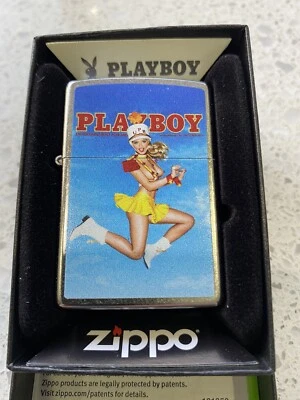 PLAYBOY
PLAYBOY
zippo
Zippo products are legally protected by patents.
Visit zippo.com/patents for details.